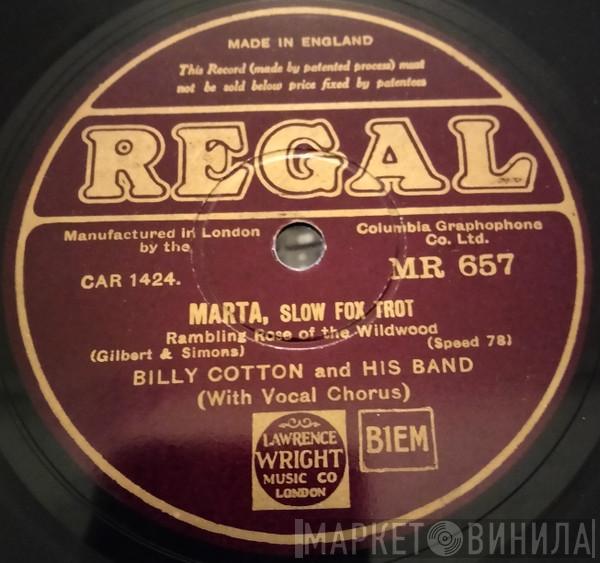 MADE IN ENGLAND
This Record (made by patented process) must
not be sold below price fixed by patentees
REGAL
Manufactured in London
by the
Columbia Graphophone
Co. Ltd.
CAR 1424.
MR 657
MARTA, SLOW FOX TROT
Rambling Rose of the Wildwood
(Gilbert & Simons)
(Speed 78)
BILLY COTTON and HIS BAND
(With Vocal Chorus)
LAWRENCE
WRIGHT
MUSIC CO
LONDON
BIEM
МАРКЕТ ВИНИЛА